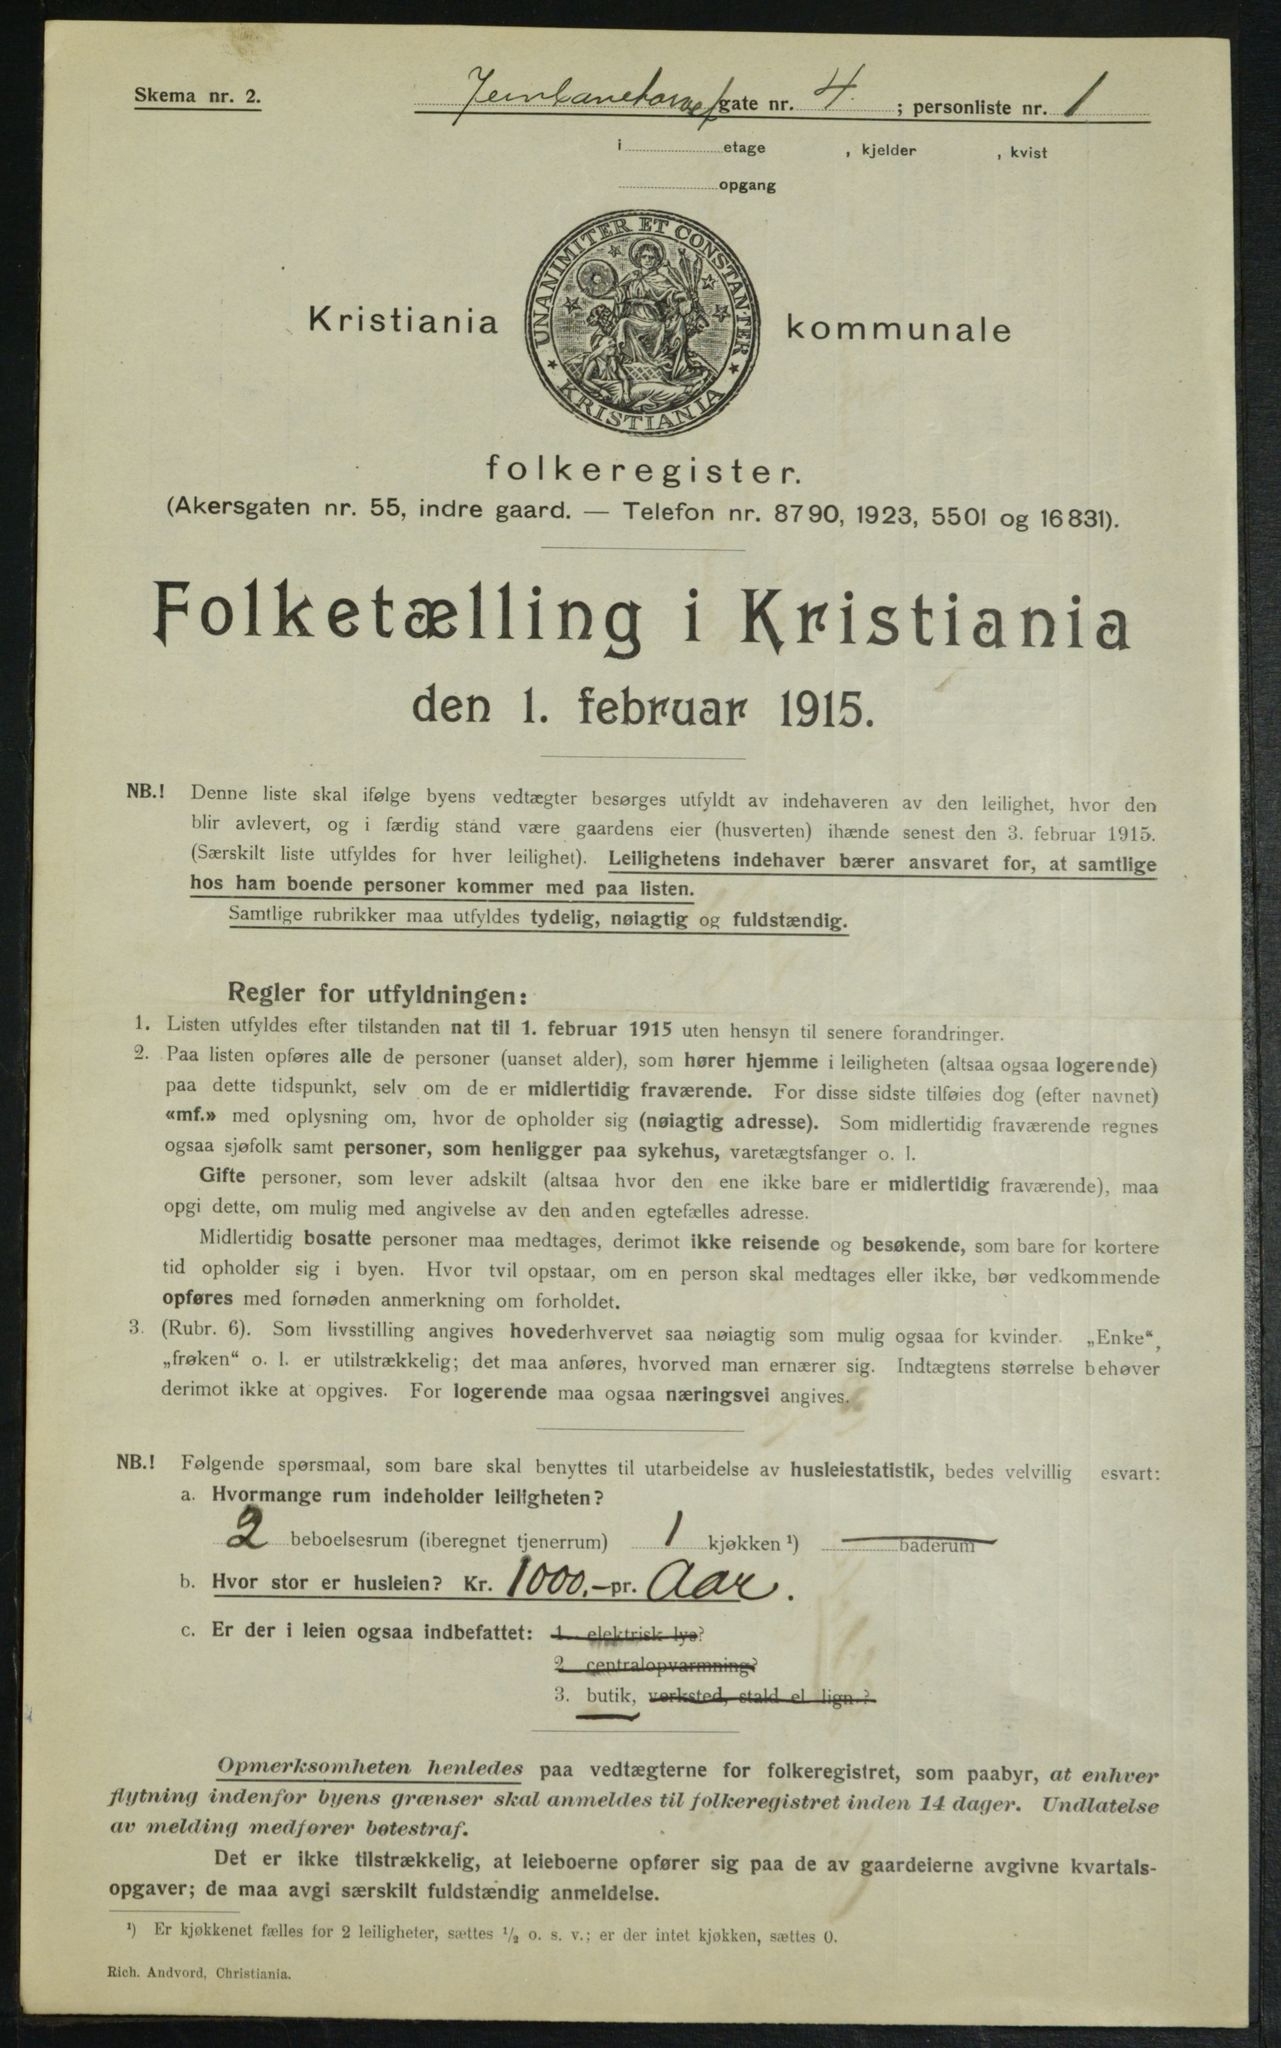 Skema nr. 2.
Jernbanetorvet gate nr. 4. ; personliste nr. 1
i etage , kjelder , kvist
opgang
UNANIMITER ET CONSTANTER
KRISTIANIA
Kristiania kommunale
folkeregister.
(Akersgaten nr. 55, indre gaard. — Telefon nr. 8790, 1923, 5501 og 16831).
Folketælling i Kristiania
den 1. februar 1915.
NB.! Denne liste skal ifølge byens vedtægter besørges utfyldt av indehaveren av den leilighet, hvor den
blir avlevert, og i færdig stand være gaardens eier (husverten) ihænde senest den 3. februar 1915.
(Særskilt liste utfyldes for hver leilighet). Leilighetens indehaver bærer ansvaret for, at samtlige
hos ham boende personer kommer med paa listen.
Samtlige rubrikker maa utfyldes tydelig, nøiagtig og fuldstændig.
Regler for utfyldningen:
1. Listen utfyldes efter tilstanden nat til 1. februar 1915 uten hensyn til senere forandringer.
2. Paa listen opføres alle de personer (uanset alder), som hører hjemme i leiligheten (altsaa ogsaa logerende)
paa dette tidspunkt, selv om de er midlertidig fraværende. For disse sidste tilføies dog (efter navnet)
«mf.» med oplysning om, hvor de opholder sig (nøiagtig adresse). Som midlertidig fraværende regnes
ogsaa sjøfolk samt personer, som henligger paa sykehus, varetægtsfanger o. l.
Gifte personer, som lever adskilt (altsaa hvor den ene ikke bare er midlertidig fraværende), maa
opgi dette, om mulig med angivelse av den anden egtefælles adresse.
Midlertidig bosatte personer maa medtages, derimot ikke reisende og besøkende, som bare for kortere
tid opholder sig i byen. Hvor tvil opstaar, om en person skal medtages eller ikke, bør vedkommende
opføres med fornøden anmerkning om forholdet.
3. (Rubr. 6). Som livsstilling angives hovederhvervet saa nøiagtig som mulig ogsaa for kvinder. „Enke“,
„frøken“ o. l. er utilstrækkelig; det maa anføres, hvorved man ernærer sig. Indtægtens størrelse behøver
derimot ikke at opgives. For logerende maa ogsaa næringsvei angives.
NB.! Følgende spørsmaal, som bare skal benyttes til utarbeidelse av husleiestatistik, bedes velvillig esvart:
a. Hvormange rum indeholder leiligheten?
2 beboelsesrum (iberegnet tjenerrum) 1 kjøkken ¹) baderum
b. Hvor stor er husleien? Kr. 1000,- pr. Aar.
c. Er der i leien ogsaa indbefattet: 1. elektrisk lys?
2. centralopvarmning?
3. butik, verksted, stald el. lign.?
Opmerksomheten henledes paa vedtægterne for folkeregistret, som paabyr, at enhver
flytning indenfor byens grænser skal anmeldes til folkeregistret inden 14 dager. Undlatelse
av melding medfører bøtestraf.
Det er ikke tilstrækkelig, at leieboerne opfører sig paa de av gaardeierne avgivne kvartals-
opgaver; de maa avgi særskilt fuldstændig anmeldelse.
¹) Er kjøkkenet fælles for 2 leiligheter, sættes ¹/₂ o. s. v.; er der intet kjøkken, sættes 0.
Rich. Andvord, Christiania.